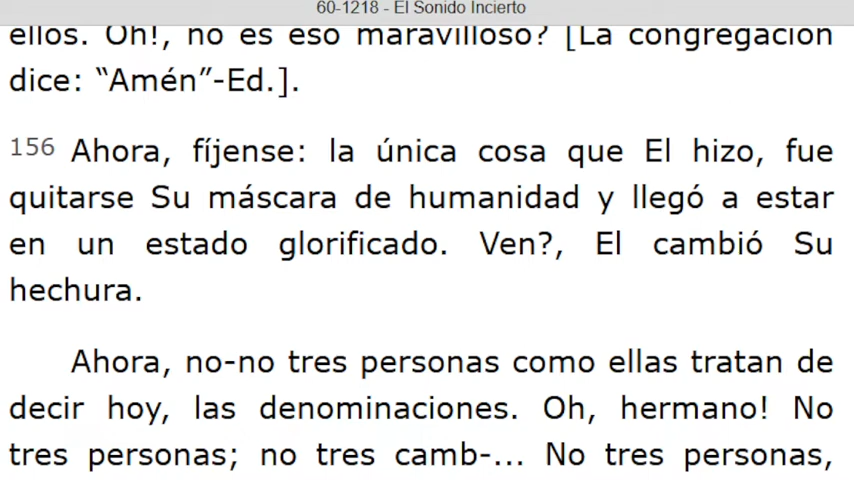 60-1218 - El Sonido Incierto
ellos. Oh!, no es eso maravilloso? [La congregación
dice: “Amén”-Ed.].
156 Ahora, fíjense: la única cosa que El hizo, fue
quitarse Su máscara de humanidad y llegó a estar
en un estado glorificado. Ven?, El cambió Su
hechura.
Ahora, no-no tres personas como ellas tratan de
decir hoy, las denominaciones. Oh, hermano! No
tres personas; no tres camb-... No tres personas,